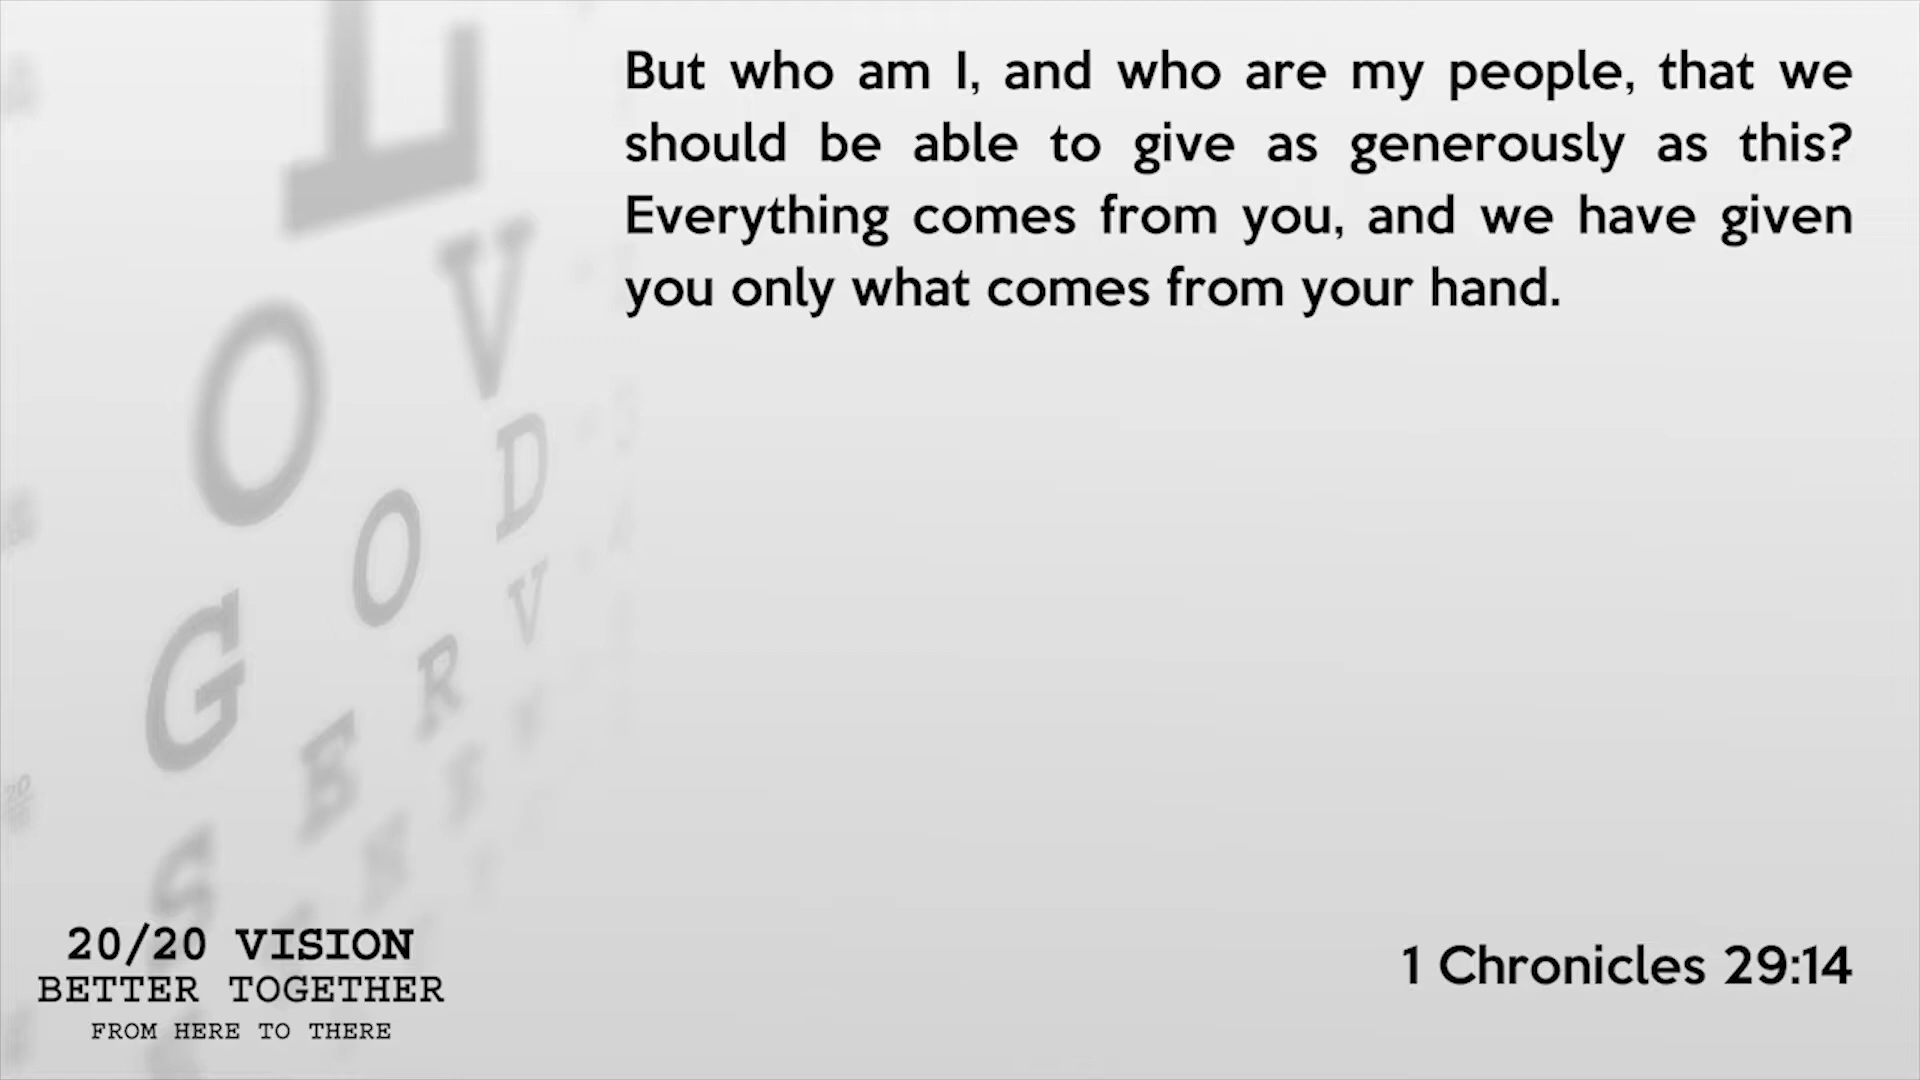 But who am I, and who are my people, that we
should be able to give as generously as this?
Everything comes from you, and we have given
you only what comes from your hand.
L
O V
G O D
S E R V
20/20 VISION
BETTER TOGETHER
FROM HERE TO THERE
1 Chronicles 29:14